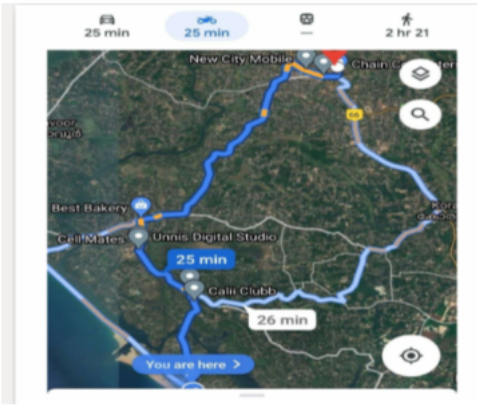 25 min
25 min
—
2 hr 21
New City Mobile
Chain C
66
Best Bakery
Cell Mates
Unnis Digital Studio
25 min
Calii Clubb
26 min
You are here >